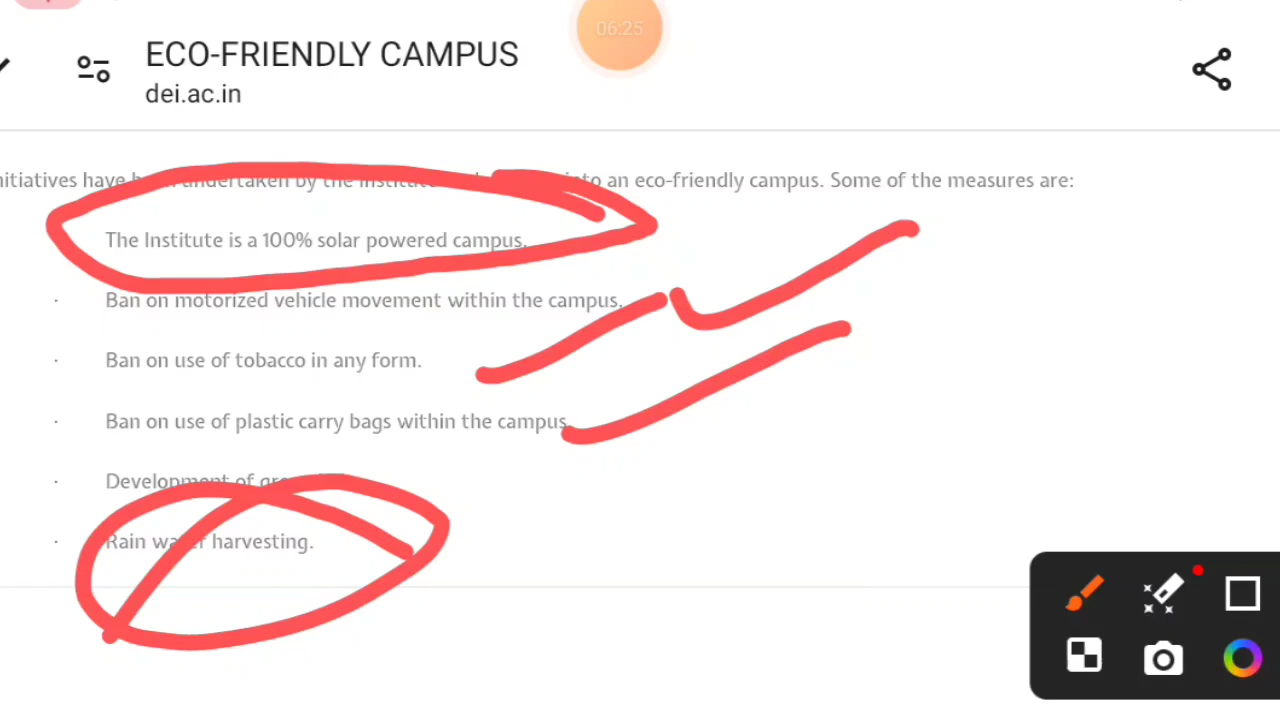 06:25
ECO-FRIENDLY CAMPUS
dei.ac.in
nitiatives have been undertaken by the Institute into an eco-friendly campus. Some of the measures are:
The Institute is a 100% solar powered campus.
· Ban on motorized vehicle movement within the campus.
· Ban on use of tobacco in any form.
· Ban on use of plastic carry bags within the campus.
· Development of
· Rain water harvesting.